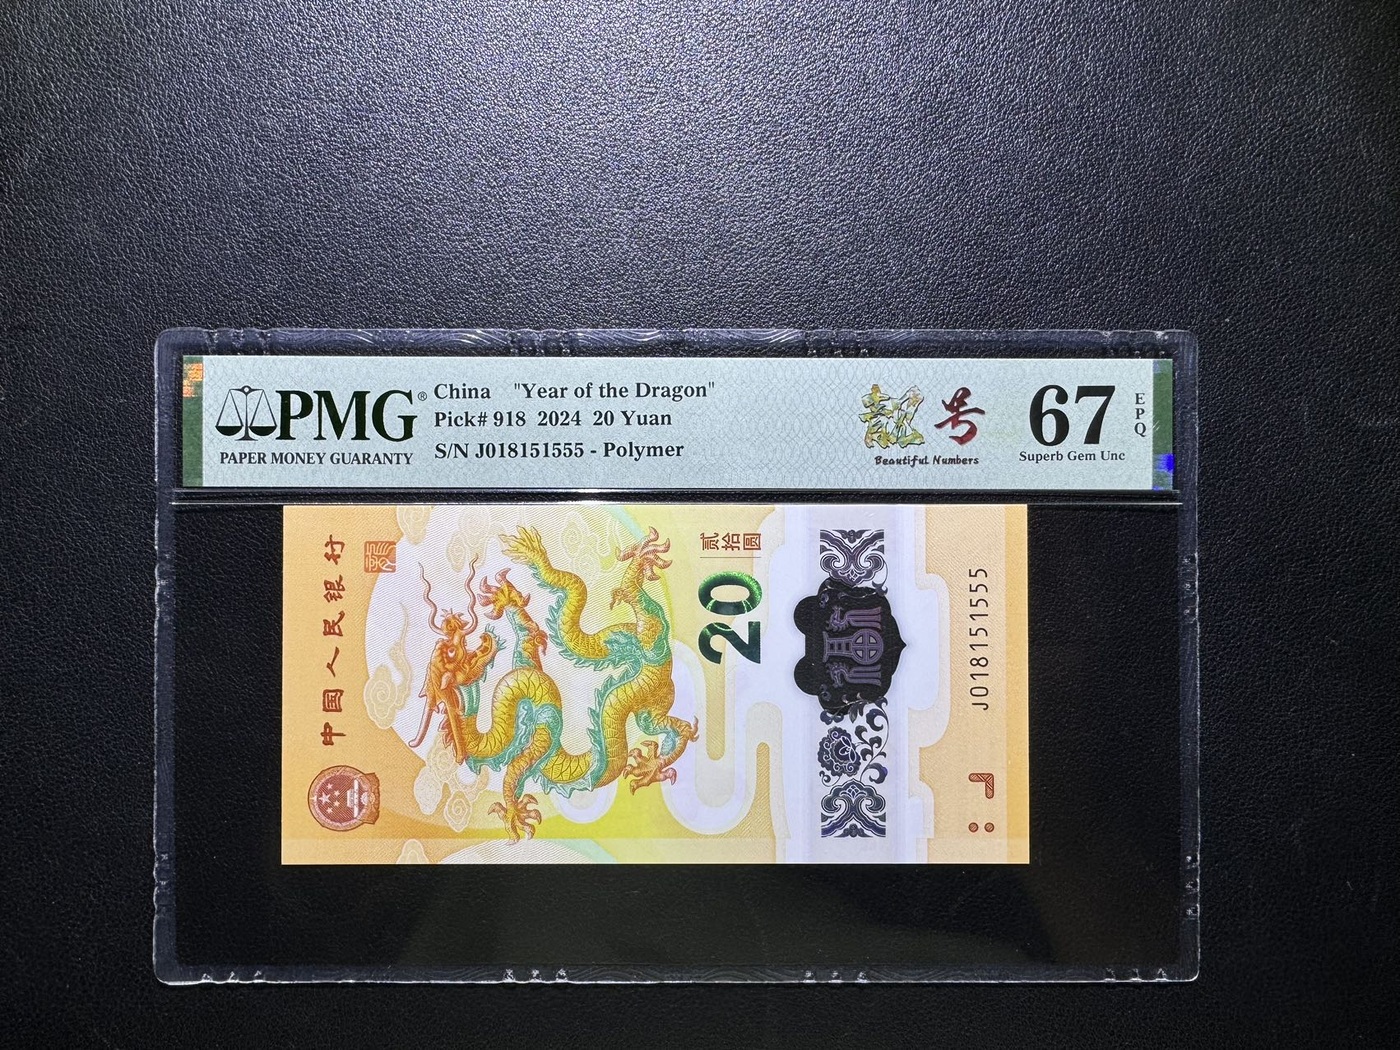 PMG®
PAPER MONEY GUARANTY
China "Year of the Dragon"
Pick# 918 2024 20 Yuan
S/N J018151555 - Polymer
靓号
Beautiful Numbers
67
EPQ
Superb Gem Unc
中国人民银行
贰拾圆
20
J018151555